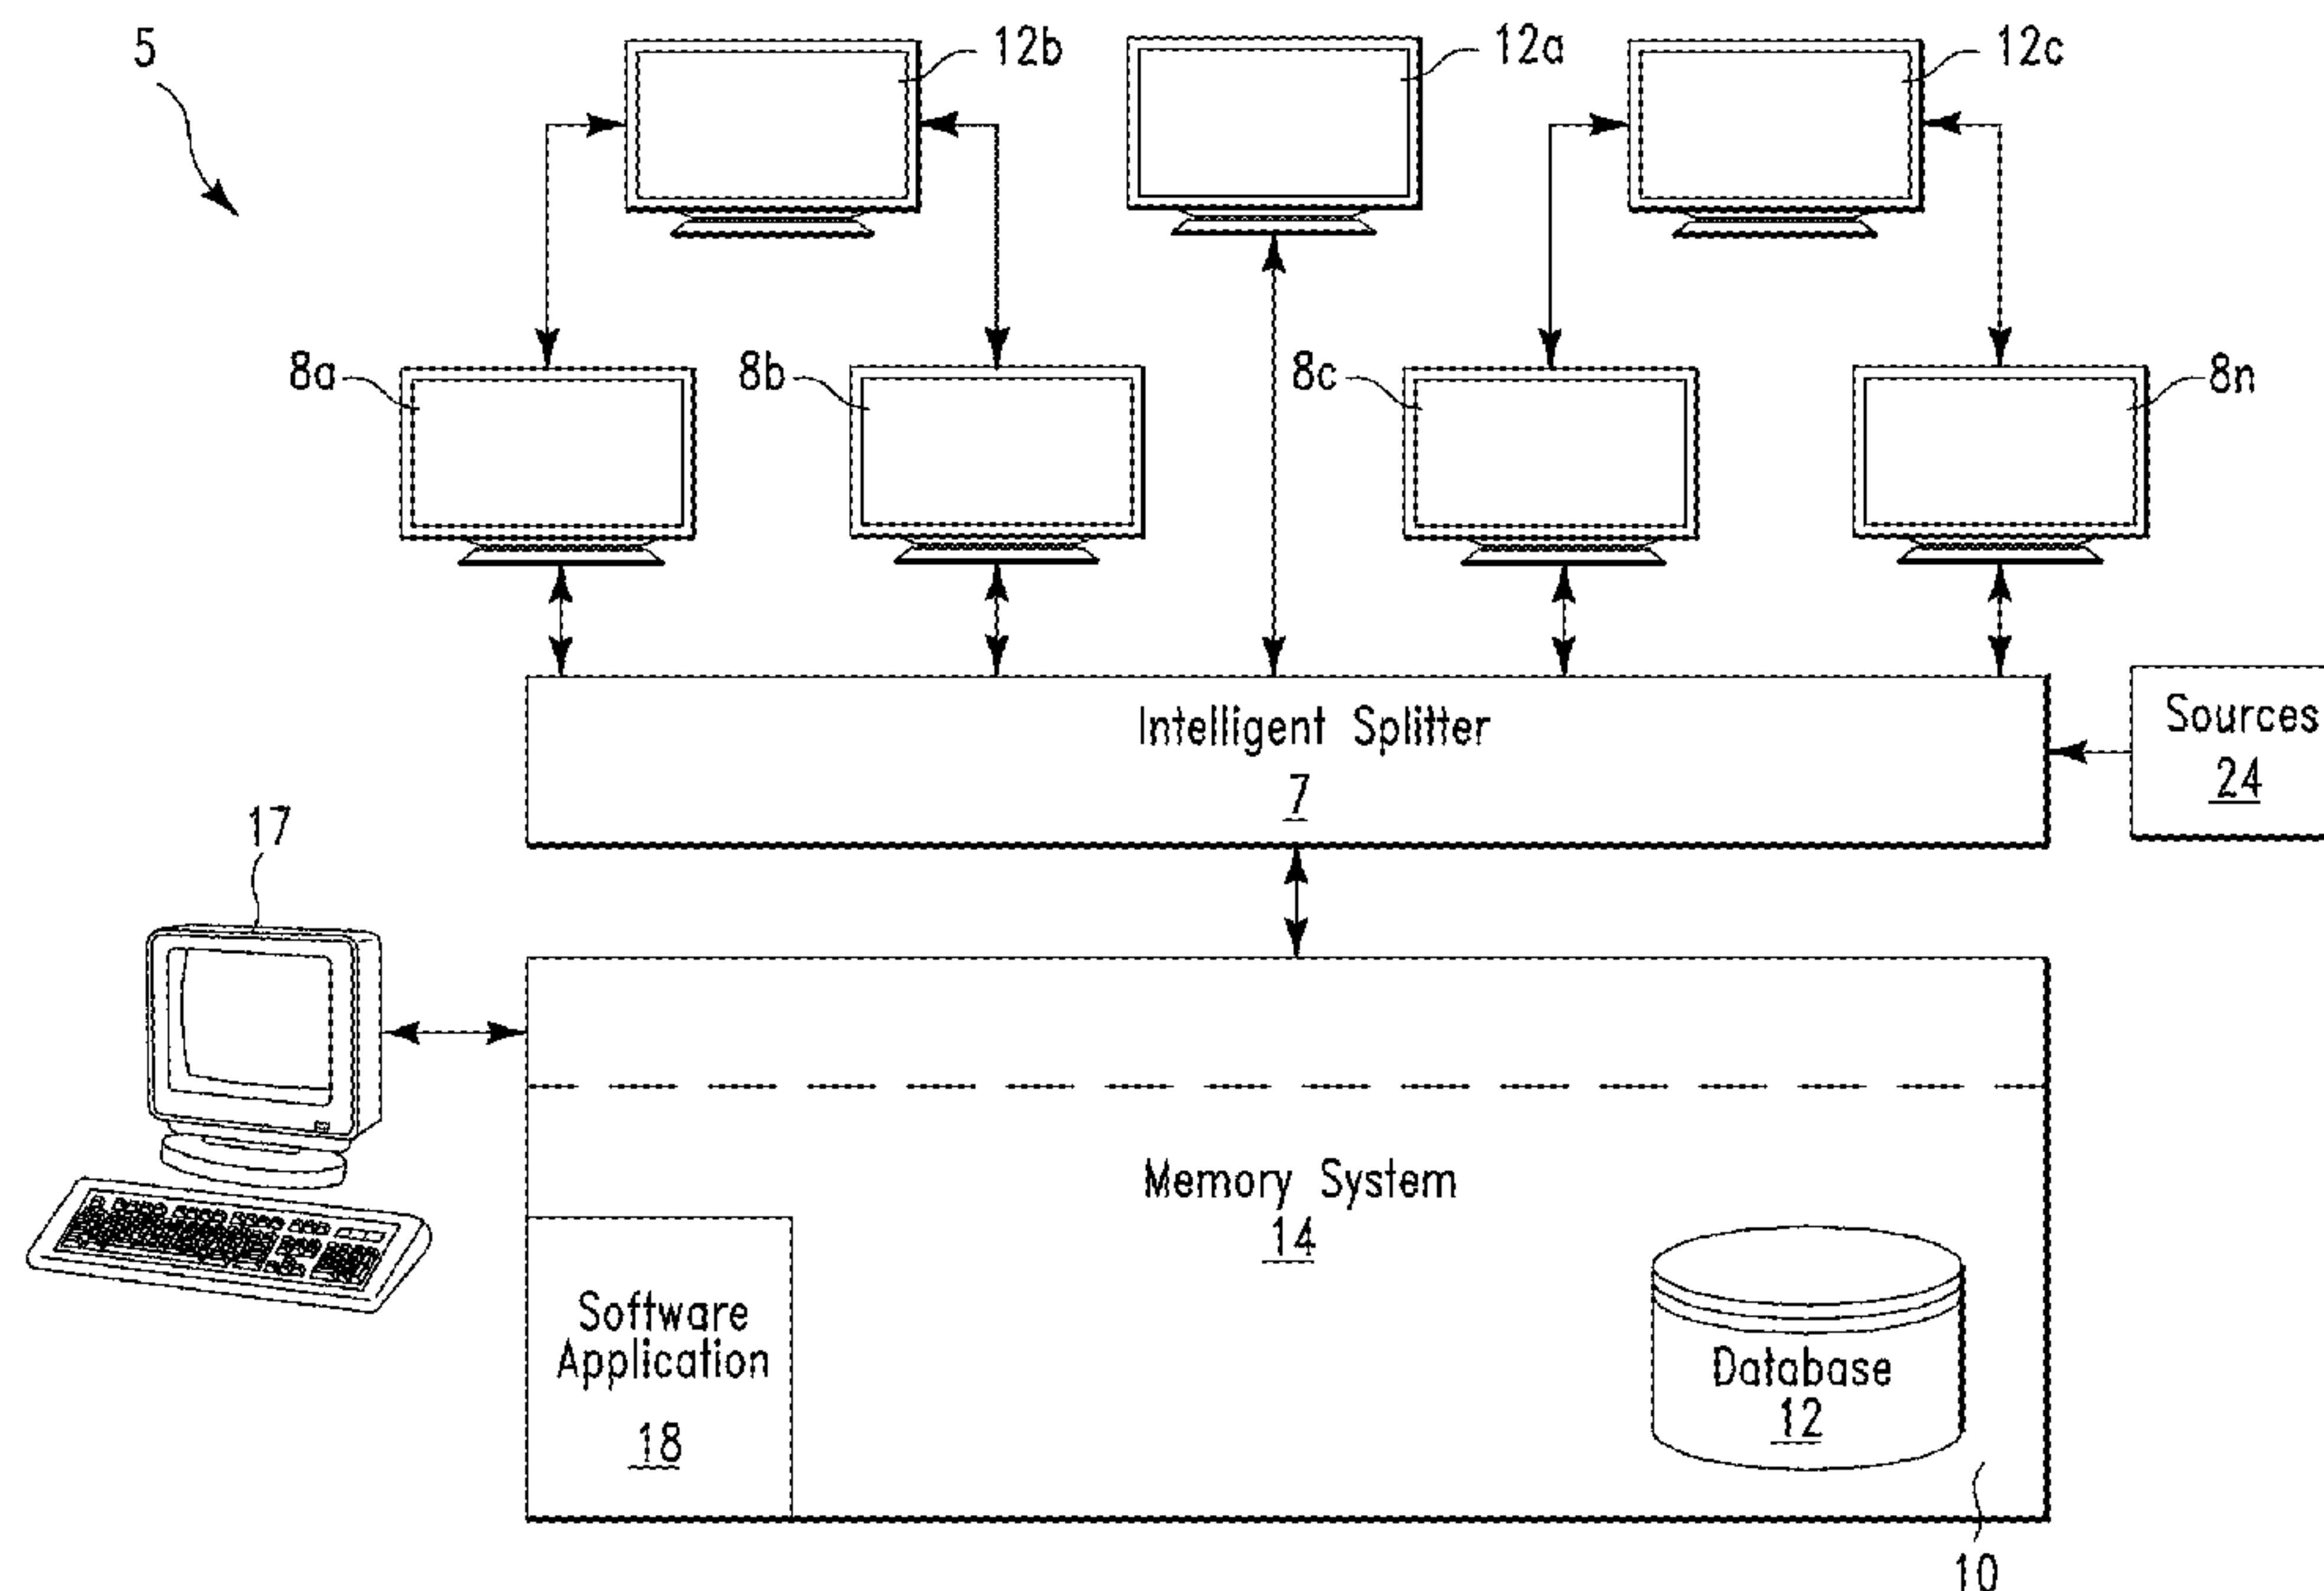 5
12b
12a
12c
8a
8b
8c
8n
Intelligent Splitter
7
Sources
24
17
Memory System
14
Software
Application
18
Database
12
10